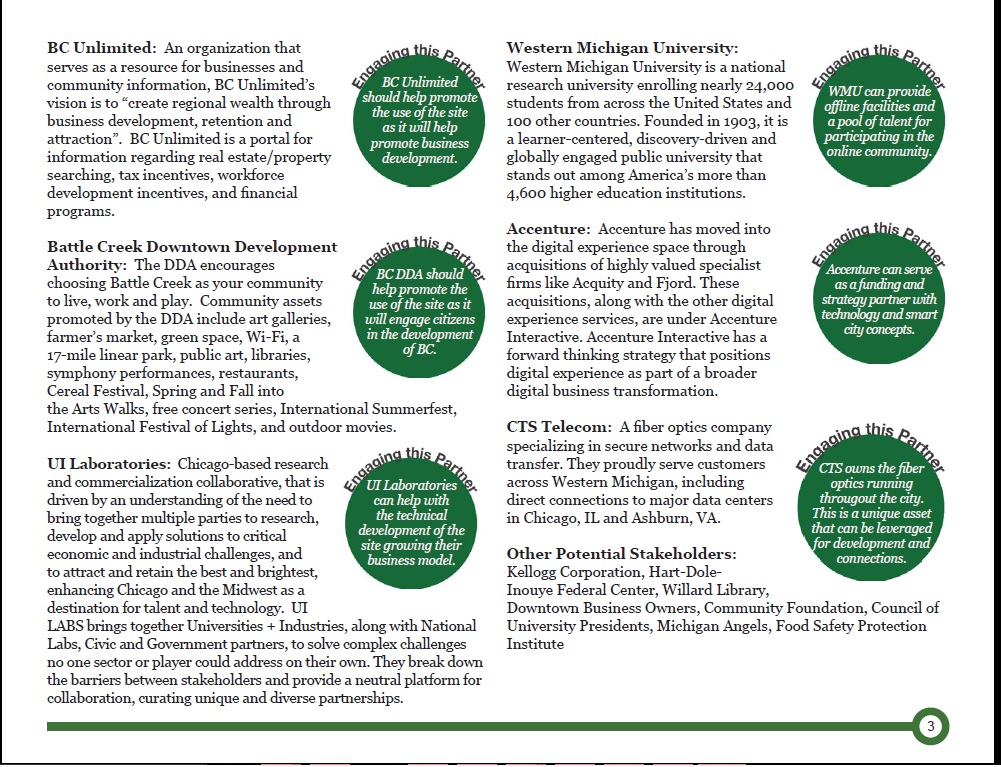 BC Unlimited:  An organization that
serves as a resource for businesses and
community information, BC Unlimited's
vision is to “create regional wealth through
business development, retention and
attraction”.  BC Unlimited is a portal for
information regarding real estate/property
searching, tax incentives, workforce
development incentives, and financial
programs.
Engaging this Partner
BC Unlimited
should help promote
the use of the site
as it will help
promote business
development.
Battle Creek Downtown Development
Authority:  The DDA encourages
choosing Battle Creek as your community
to live, work and play.  Community assets
promoted by the DDA include art galleries,
farmer's market, green space, Wi-Fi, a
17-mile linear park, public art, libraries,
symphony performances, restaurants,
Cereal Festival, Spring and Fall into
the Arts Walks, free concert series, International Summerfest,
International Festival of Lights, and outdoor movies.
Engaging this Partner
BC DDA should
help promote the
use of the site as it
will engage citizens
in the development
of BC.
UI Laboratories:  Chicago-based research
and commercialization collaborative, that is
driven by an understanding of the need to
bring together multiple parties to research,
develop and apply solutions to critical
economic and industrial challenges, and
to attract and retain the best and brightest,
enhancing Chicago and the Midwest as a
destination for talent and technology.  UI
LABS brings together Universities + Industries, along with National
Labs, Civic and Government partners, to solve complex challenges
no one sector or player could address on their own. They break down
the barriers between stakeholders and provide a neutral platform for
collaboration, curating unique and diverse partnerships.
Engaging this Partner
UI Laboratories
can help with
the technical
development of the
site growing their
business model.
Western Michigan University:
Western Michigan University is a national
research university enrolling nearly 24,000
students from across the United States and
100 other countries. Founded in 1903, it is
a learner-centered, discovery-driven and
globally engaged public university that
stands out among America's more than
4,600 higher education institutions.
Engaging this Partner
WMU can provide
offline facilities and
a pool of talent for
participating in the
online community.
Accenture:  Accenture has moved into
the digital experience space through
acquisitions of highly valued specialist
firms like Acquity and Fjord. These
acquisitions, along with the other digital
experience services, are under Accenture
Interactive. Accenture Interactive has a
forward thinking strategy that positions
digital experience as part of a broader
digital business transformation.
Engaging this Partner
Accenture can serve
as a funding and
strategy partner with
technology and smart
city concepts.
CTS Telecom:  A fiber optics company
specializing in secure networks and data
transfer. They proudly serve customers
across Western Michigan, including
direct connections to major data centers
in Chicago, IL and Ashburn, VA.
Engaging this Partner
CTS owns the fiber
optics running
througout the city.
This is a unique asset
that can be leveraged
for development and
connections.
Other Potential Stakeholders:
Kellogg Corporation, Hart-Dole-
Inouye Federal Center, Willard Library,
Downtown Business Owners, Community Foundation, Council of
University Presidents, Michigan Angels, Food Safety Protection
Institute
3